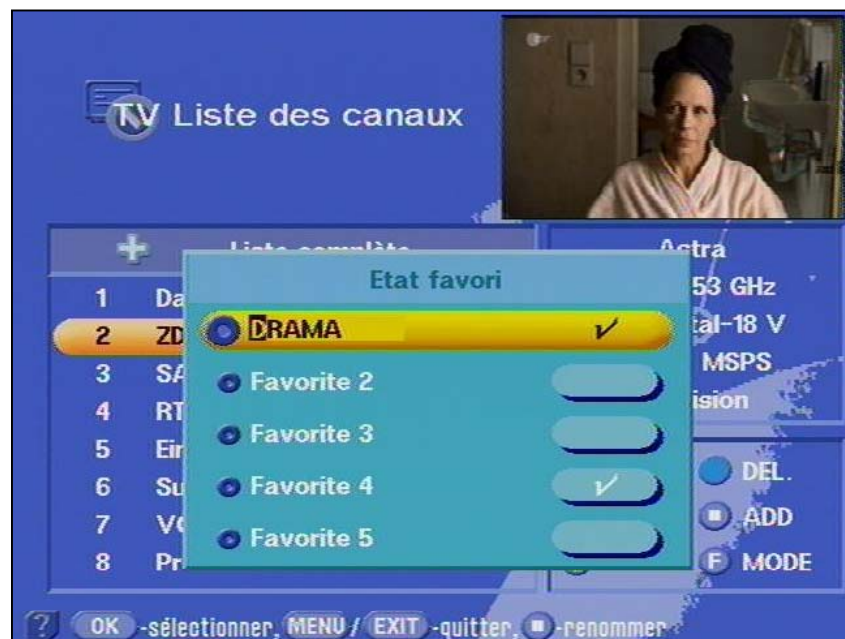 TV Liste des canaux
Liste complète
Astra
Etat favori
53 GHz
1 Da
DRAMA
tal-18 V
2 ZD
MSPS
3 SA
Favorite 2
ision
4 RT
Favorite 3
5 Ein
DEL.
6 Su
Favorite 4
ADD
7
Favorite 5
8 Pr
F MODE
? OK -sélectionner, MENU / EXIT -quitter, -renommer